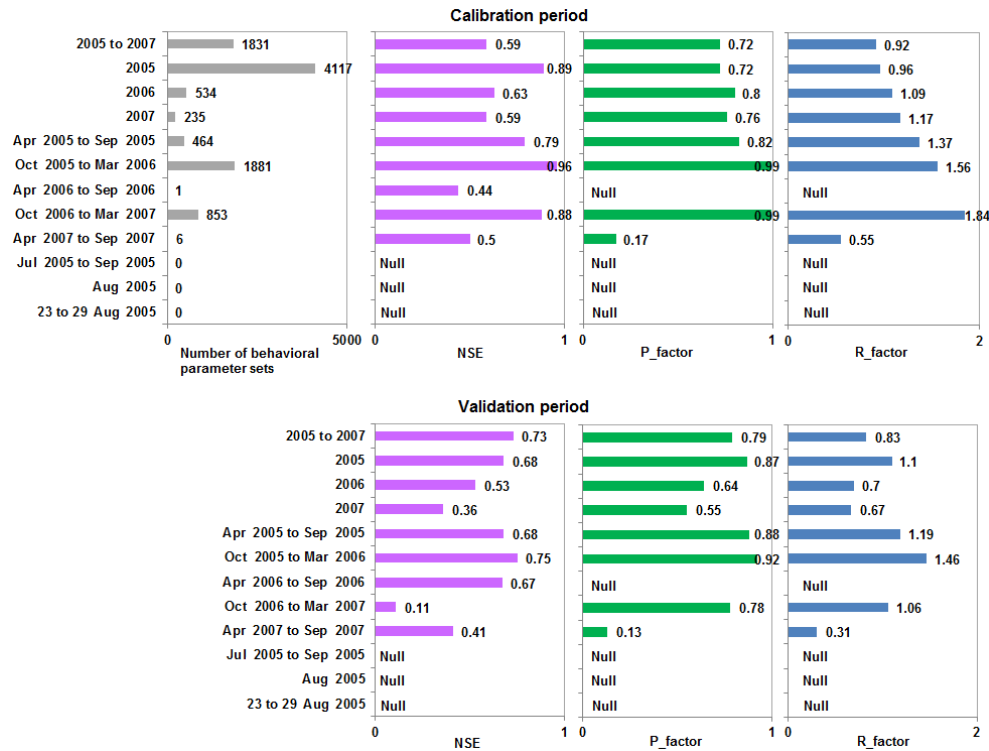 Calibration period
2005 to 2007 1831 0.59 0.72 0.92
2005 4117 0.89 0.72 0.96
2006 534 0.63 0.8 1.09
2007 235 0.59 0.76 1.17
Apr 2005 to Sep 2005 464 0.79 0.82 1.37
Oct 2005 to Mar 2006 1881 0.96 0.99 1.56
Apr 2006 to Sep 2006 1 0.44 Null Null
Oct 2006 to Mar 2007 853 0.88 0.99 1.84
Apr 2007 to Sep 2007 6 0.5 0.17 0.55
Jul 2005 to Sep 2005 0 Null Null Null
Aug 2005 0 Null Null Null
23 to 29 Aug 2005 0 Null Null Null
0 5000 0 1 0 1 0 2
Number of behavioral parameter sets
NSE P_factor R_factor
Validation period
2005 to 2007 0.73 0.79 0.83
2005 0.68 0.87 1.1
2006 0.53 0.64 0.7
2007 0.36 0.55 0.67
Apr 2005 to Sep 2005 0.68 0.88 1.19
Oct 2005 to Mar 2006 0.75 0.92 1.46
Apr 2006 to Sep 2006 0.67 Null Null
Oct 2006 to Mar 2007 0.11 0.78 1.06
Apr 2007 to Sep 2007 0.41 0.13 0.31
Jul 2005 to Sep 2005 Null Null Null
Aug 2005 Null Null Null
23 to 29 Aug 2005 Null Null Null
0 1 0 1 0 2
NSE P_factor R_factor